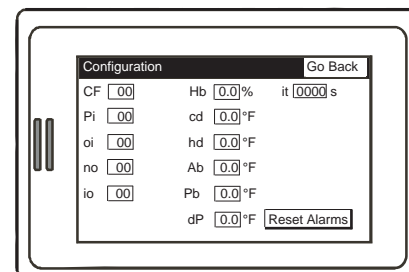 Configuration Go Back
CF 00 Hb 0.0 % it 0000 s
Pi 00 cd 0.0 °F
oi 00 hd 0.0 °F
no 00 Ab 0.0 °F
io 00 Pb 0.0 °F
dP 0.0 °F Reset Alarms